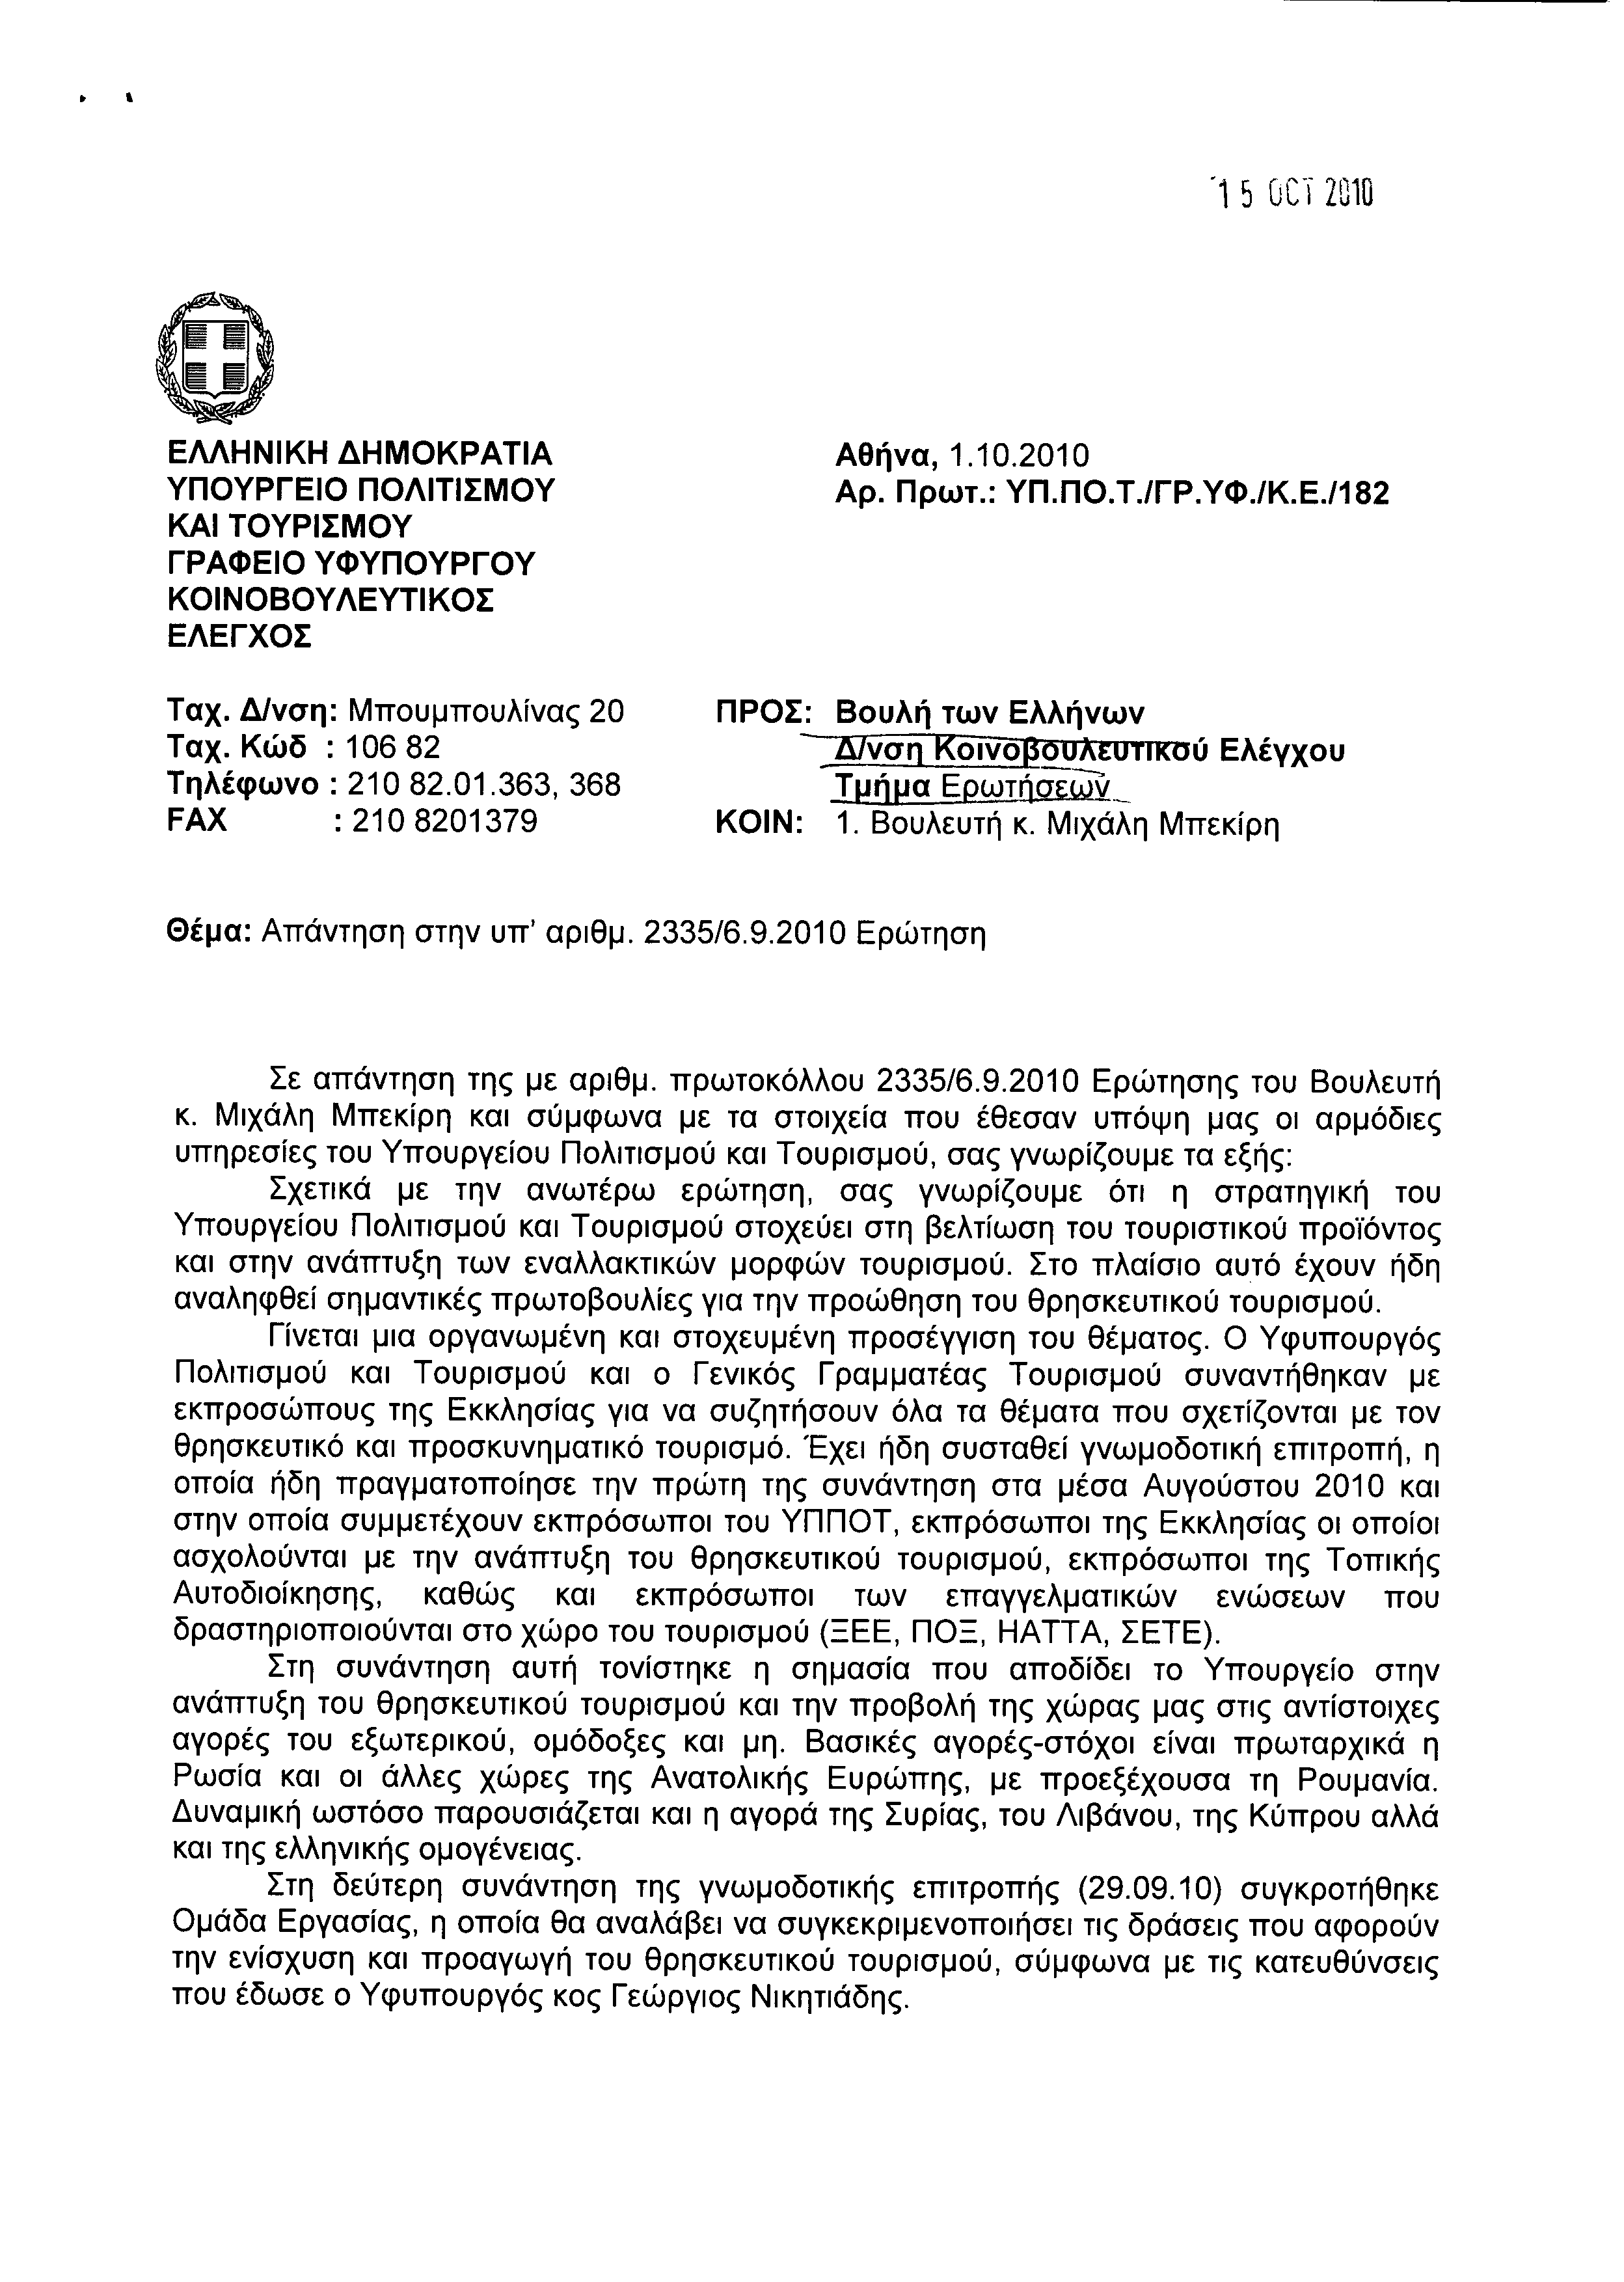 15 OCT 2010
ΕΛΛΗΝΙΚΗ ΔΗΜΟΚΡΑΤΙΑ
ΥΠΟΥΡΓΕΙΟ ΠΟΛΙΤΙΣΜΟΥ
ΚΑΙ ΤΟΥΡΙΣΜΟΥ
ΓΡΑΦΕΙΟ ΥΦΥΠΟΥΡΓΟΥ
ΚΟΙΝΟΒΟΥΛΕΥΤΙΚΟΣ
ΕΛΕΓΧΟΣ
Αθήνα, 1.10.2010
Αρ. Πρωτ.: ΥΠ.ΠΟ.Τ./ΓΡ.ΥΦ./Κ.Ε./182
Ταχ. Δ/νση: Μπουμπουλίνας 20
Ταχ. Κώδ : 106 82
Τηλέφωνο : 210 82.01.363, 368
FAX : 210 8201379
ΠΡΟΣ: Βουλή των Ελλήνων
Δ/νση Κοινοβουλευτικού Ελέγχου
Τμήμα Ερωτήσεων
ΚΟΙΝ: 1. Βουλευτή κ. Μιχάλη Μπεκίρη
Θέμα: Απάντηση στην υπ’ αριθμ. 2335/6.9.2010 Ερώτηση
Σε απάντηση της με αριθμ. πρωτοκόλλου 2335/6.9.2010 Ερώτησης του Βουλευτή
κ. Μιχάλη Μπεκίρη και σύμφωνα με τα στοιχεία που έθεσαν υπόψη μας οι αρμόδιες
υπηρεσίες του Υπουργείου Πολιτισμού και Τουρισμού, σας γνωρίζουμε τα εξής:
Σχετικά με την ανωτέρω ερώτηση, σας γνωρίζουμε ότι η στρατηγική του
Υπουργείου Πολιτισμού και Τουρισμού στοχεύει στη βελτίωση του τουριστικού προϊόντος
και στην ανάπτυξη των εναλλακτικών μορφών τουρισμού. Στο πλαίσιο αυτό έχουν ήδη
αναληφθεί σημαντικές πρωτοβουλίες για την προώθηση του θρησκευτικού τουρισμού.
Γίνεται μια οργανωμένη και στοχευμένη προσέγγιση του θέματος. Ο Υφυπουργός
Πολιτισμού και Τουρισμού και ο Γενικός Γραμματέας Τουρισμού συναντήθηκαν με
εκπροσώπους της Εκκλησίας για να συζητήσουν όλα τα θέματα που σχετίζονται με τον
θρησκευτικό και προσκυνηματικό τουρισμό. Έχει ήδη συσταθεί γνωμοδοτική επιτροπή, η
οποία ήδη πραγματοποίησε την πρώτη της συνάντηση στα μέσα Αυγούστου 2010 και
στην οποία συμμετέχουν εκπρόσωποι του ΥΠΠΟΤ, εκπρόσωποι της Εκκλησίας οι οποίοι
ασχολούνται με την ανάπτυξη του θρησκευτικού τουρισμού, εκπρόσωποι της Τοπικής
Αυτοδιοίκησης, καθώς και εκπρόσωποι των επαγγελματικών ενώσεων που
δραστηριοποιούνται στο χώρο του τουρισμού (ΞΕΕ, ΠΟΞ, ΗΑΤΤΑ, ΣΕΤΕ).
Στη συνάντηση αυτή τονίστηκε η σημασία που αποδίδει το Υπουργείο στην
ανάπτυξη του θρησκευτικού τουρισμού και την προβολή της χώρας μας στις αντίστοιχες
αγορές του εξωτερικού, ομόδοξες και μη. Βασικές αγορές-στόχοι είναι πρωταρχικά η
Ρωσία και οι άλλες χώρες της Ανατολικής Ευρώπης, με προεξέχουσα τη Ρουμανία.
Δυναμική ωστόσο παρουσιάζεται και η αγορά της Συρίας, του Λιβάνου, της Κύπρου αλλά
και της ελληνικής ομογένειας.
Στη δεύτερη συνάντηση της γνωμοδοτικής επιτροπής (29.09.10) συγκροτήθηκε
Ομάδα Εργασίας, η οποία θα αναλάβει να συγκεκριμενοποιήσει τις δράσεις που αφορούν
την ενίσχυση και προαγωγή του θρησκευτικού τουρισμού, σύμφωνα με τις κατευθύνσεις
που έδωσε ο Υφυπουργός κος Γεώργιος Νικητιάδης.